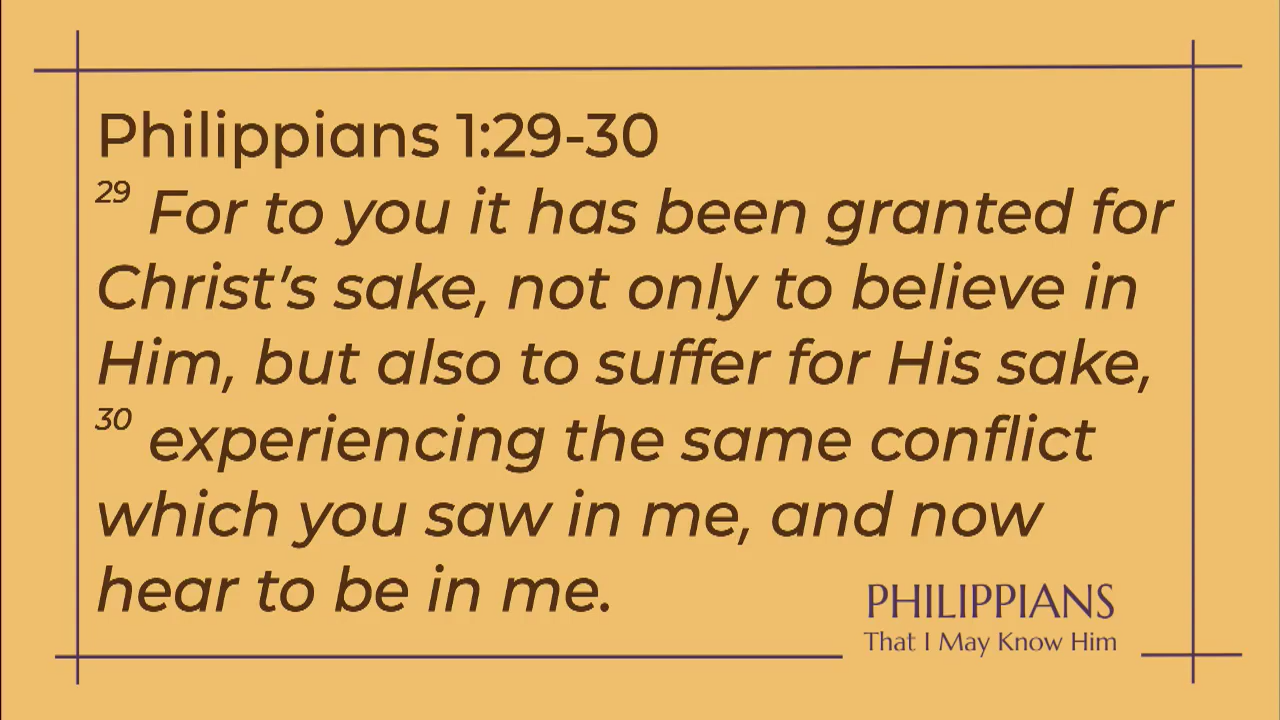 Philippians 1:29-30
29 For to you it has been granted for
Christ’s sake, not only to believe in
Him, but also to suffer for His sake,
30 experiencing the same conflict
which you saw in me, and now
hear to be in me.
PHILIPPIANS
That I May Know Him